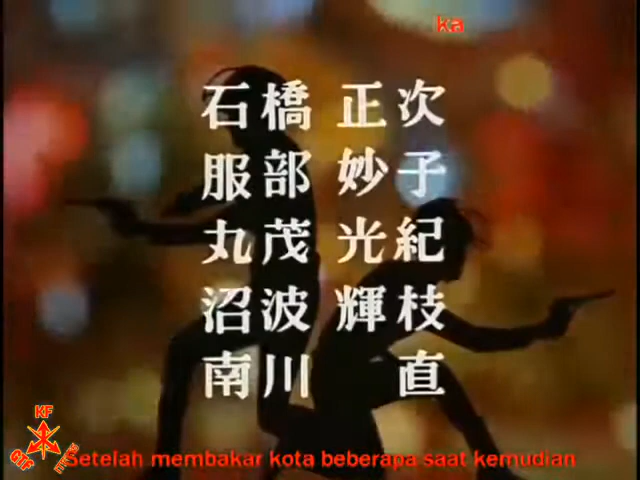 ka
石橋 正次
服部 妙子
丸茂 光紀
沼波 輝枝
南川 直
KF
GTF
Setelah membakar kota beberapa saat kemudian